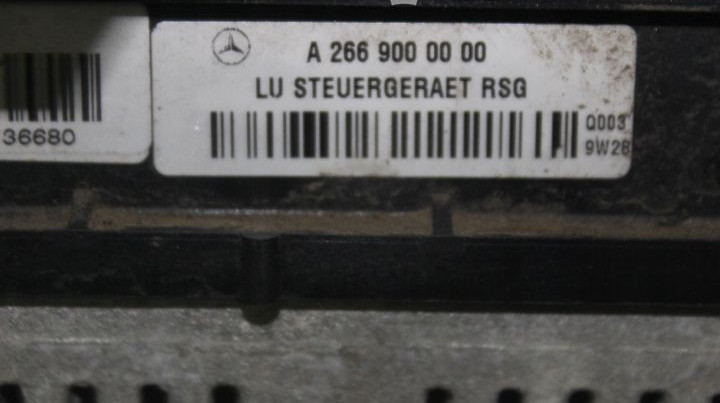 A 266 900 00 00
LU STEUERGERAET RSG
Q003
9W28
36680